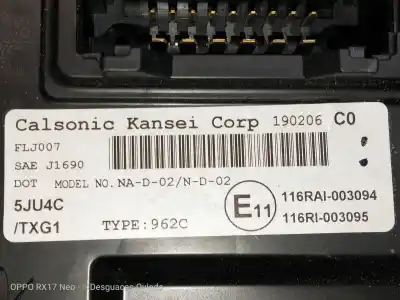 Calsonic Kansei Corp 190206 C0
FLJ007
SAE J1690
DOT MODEL NO. NA-D-02/N-D-02
5JU4C
/TXG1
TYPE:962C
E11
116RAI-003094
116RI-003095
OPPO RX17 Neo - Desguaces Oviedo